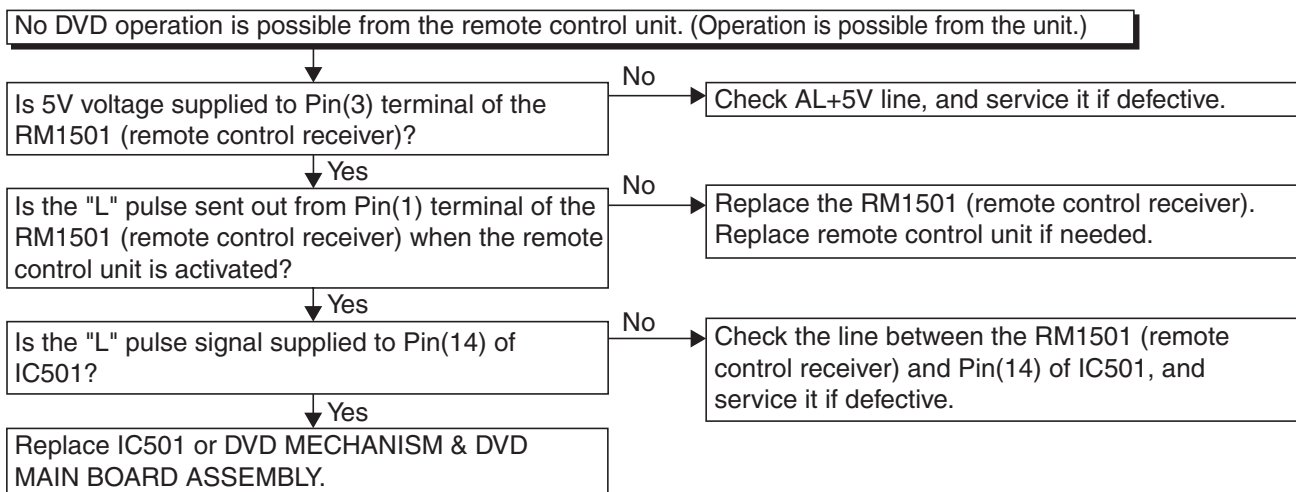 No DVD operation is possible from the remote control unit. (Operation is possible from the unit.)
Is 5V voltage supplied to Pin(3) terminal of the
RM1501 (remote control receiver)?
No
Check AL+5V line, and service it if defective.
Yes
Is the "L" pulse sent out from Pin(1) terminal of the
RM1501 (remote control receiver) when the remote
control unit is activated?
No
Replace the RM1501 (remote control receiver).
Replace remote control unit if needed.
Yes
Is the "L" pulse signal supplied to Pin(14) of
IC501?
No
Check the line between the RM1501 (remote
control receiver) and Pin(14) of IC501, and
service it if defective.
Yes
Replace IC501 or DVD MECHANISM & DVD
MAIN BOARD ASSEMBLY.